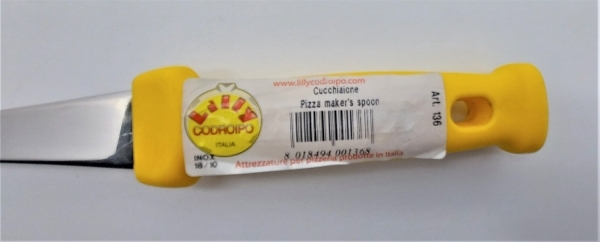 www.lillycodroipo.com
Cucchiaione
Pizza maker's spoon
Art. 136
Lilly
CODROIPO
ITALIA
INOX
18/10
8 018494 001368
Attrezzature per pizzeria prodotte in Italia